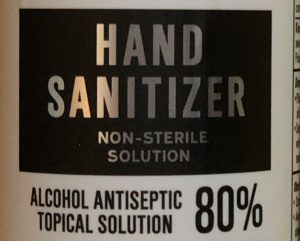 HAND
SANITIZER
NON-STERILE
SOLUTION
ALCOHOL ANTISEPTIC 80%
TOPICAL SOLUTION